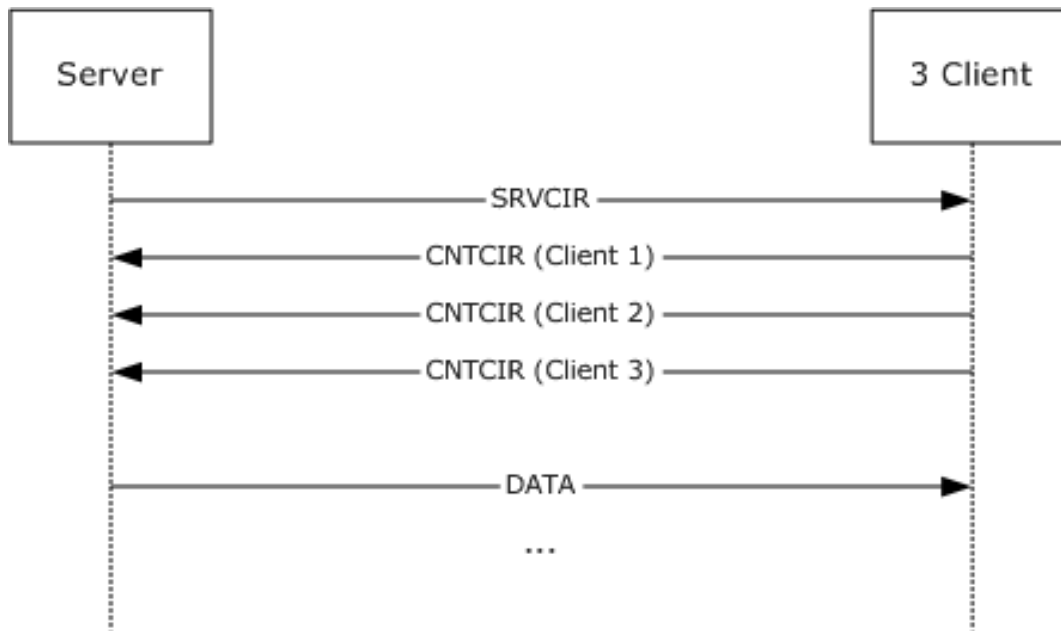 Server
3 Client
SRVCIR
CNTCIR (Client 1)
CNTCIR (Client 2)
CNTCIR (Client 3)
DATA
...